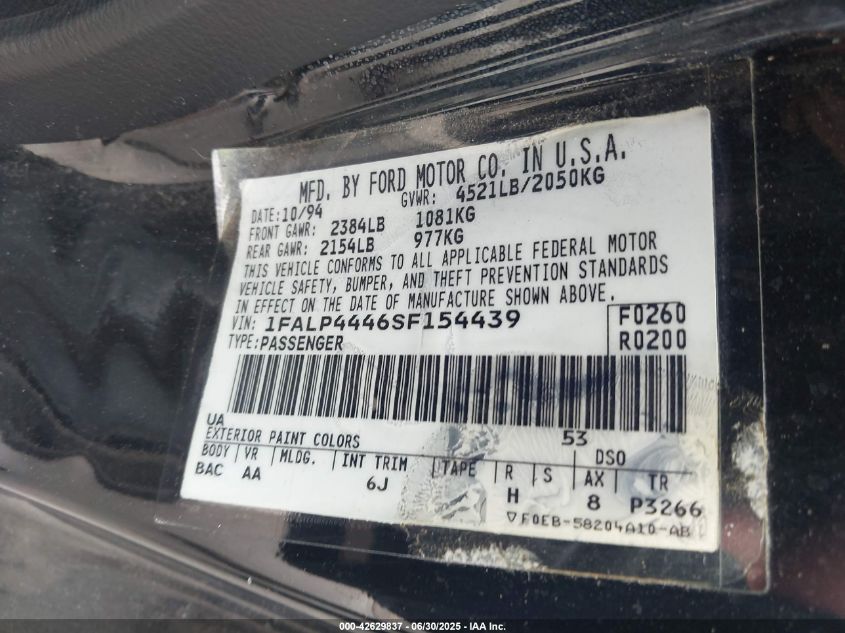 MFD. BY FORD MOTOR CO. IN U.S.A.
DATE:10/94 GVWR: 4521LB/2050KG
FRONT GAWR: 2384LB 1081KG
REAR GAWR: 2154LB 977KG
THIS VEHICLE CONFORMS TO ALL APPLICABLE FEDERAL MOTOR
VEHICLE SAFETY, BUMPER, AND THEFT PREVENTION STANDARDS
IN EFFECT ON THE DATE OF MANUFACTURE SHOWN ABOVE.
VIN: 1FALP4446SF154439 F0260
TYPE:PASSENGER R0200
UA 53
EXTERIOR PAINT COLORS DSO
BODY VR MLDG. INT TRIM TAPE R S AX TR
BAC AA 6J H 8 P3266
F0EB-58204A10-AB
000-42629837 - 06/30/2025 - IAA Inc.